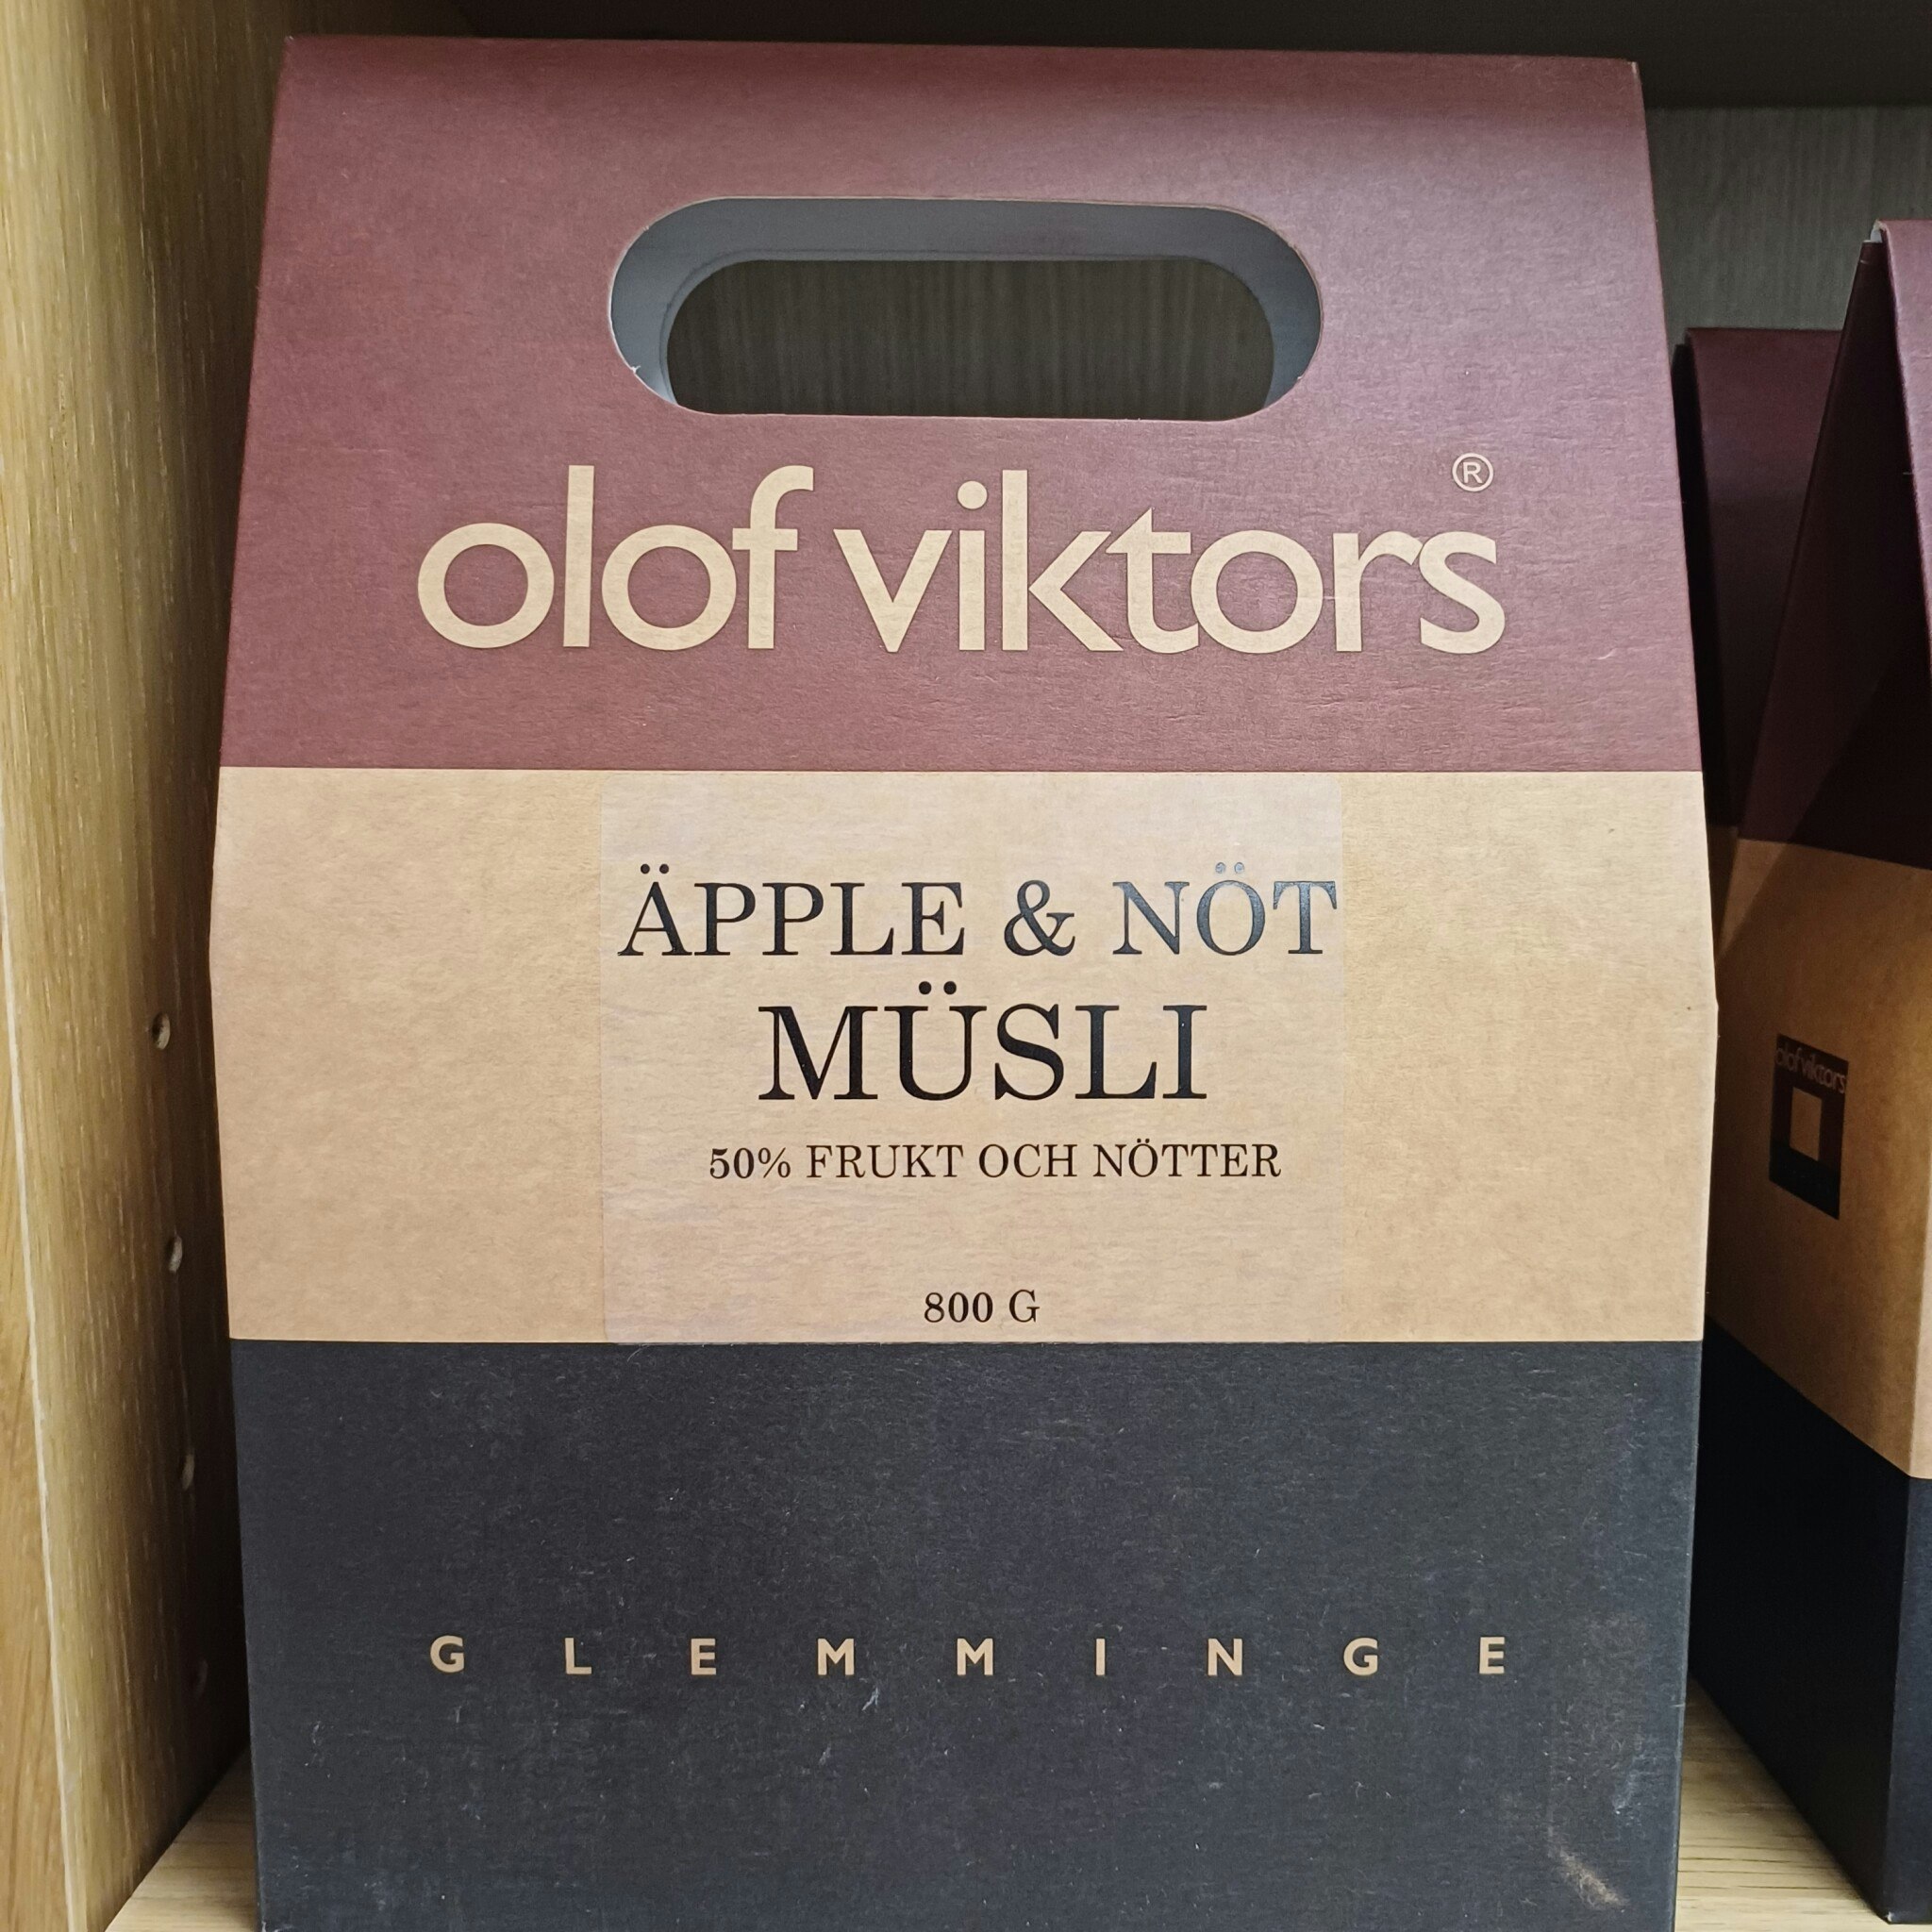 olof viktors ®
ÄPPLE & NÖT
MÜSLI
50% FRUKT OCH NÖTTER
800 G
GLEMMINGE
olof viktors